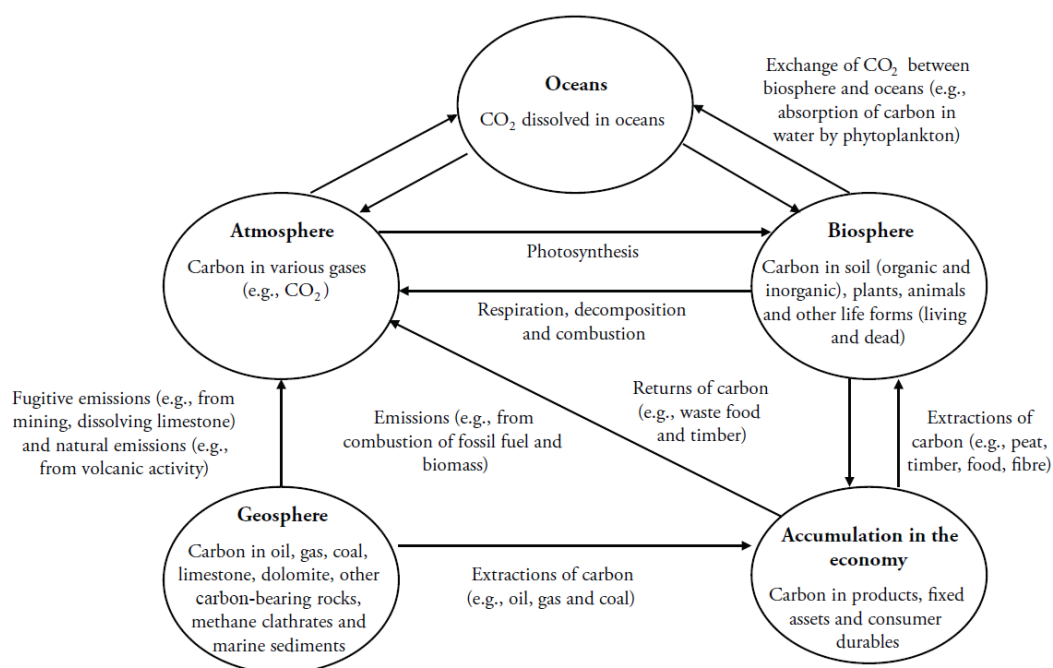 Oceans
CO₂ dissolved in oceans
Exchange of CO₂ between
biosphere and oceans (e.g.,
absorption of carbon in
water by phytoplankton)
Atmosphere
Carbon in various gases
(e.g., CO₂)
Photosynthesis
Respiration, decomposition
and combustion
Biosphere
Carbon in soil (organic and
inorganic), plants, animals
and other life forms (living
and dead)
Fugitive emissions (e.g., from
mining, dissolving limestone)
and natural emissions (e.g.,
from volcanic activity)
Emissions (e.g., from
combustion of fossil fuel and
biomass)
Returns of carbon
(e.g., waste food
and timber)
Extractions of
carbon (e.g., peat,
timber, food, fibre)
Geosphere
Carbon in oil, gas, coal,
limestone, dolomite, other
carbon-bearing rocks,
methane clathrates and
marine sediments
Extractions of carbon
(e.g., oil, gas and coal)
Accumulation in the
economy
Carbon in products, fixed
assets and consumer
durables